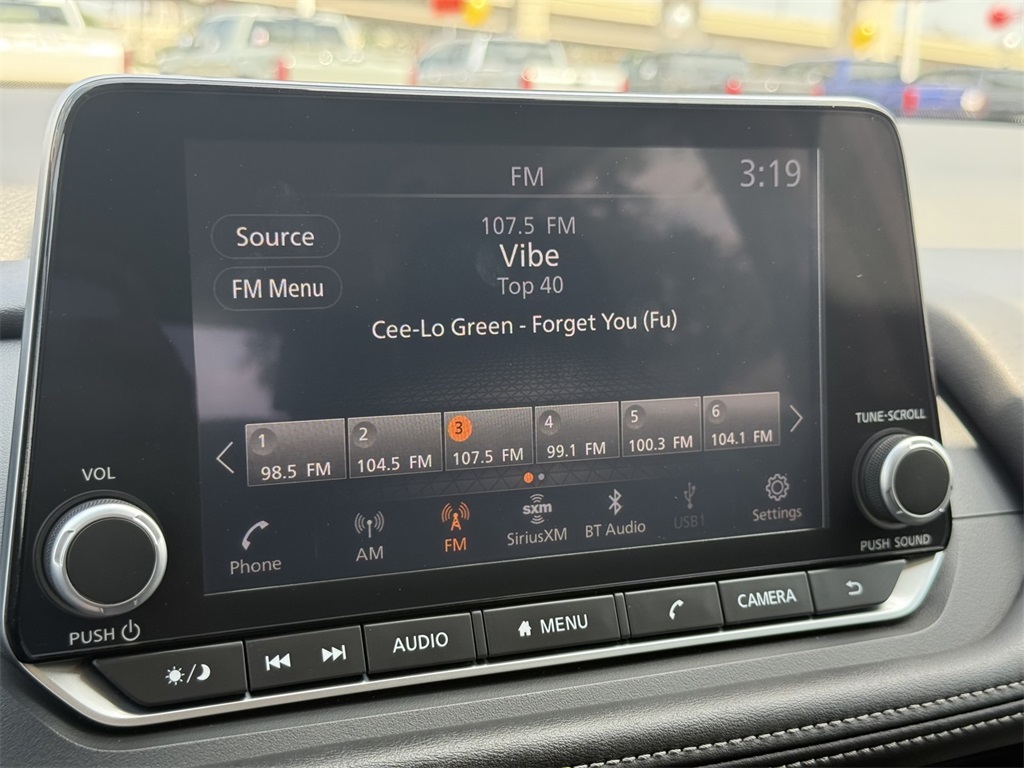 FM
3:19
Source
107.5 FM
Vibe
FM Menu
Top 40
Cee-Lo Green - Forget You (Fu)
1
98.5 FM
2
104.5 FM
3
107.5 FM
4
99.1 FM
5
100.3 FM
6
104.1 FM
Phone
AM
FM
sxm
SiriusXM
BT Audio
USB1
Settings
VOL
PUSH
TUNE·SCROLL
PUSH SOUND
AUDIO
MENU
CAMERA